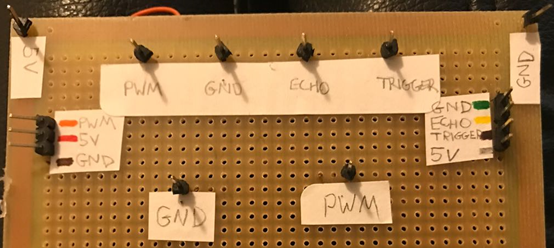 5V
GND
PWM
GND
ECHO
TRIGGER
PWM
5V
GND
GND
ECHO
TRIGGER
5V
GND
PWM